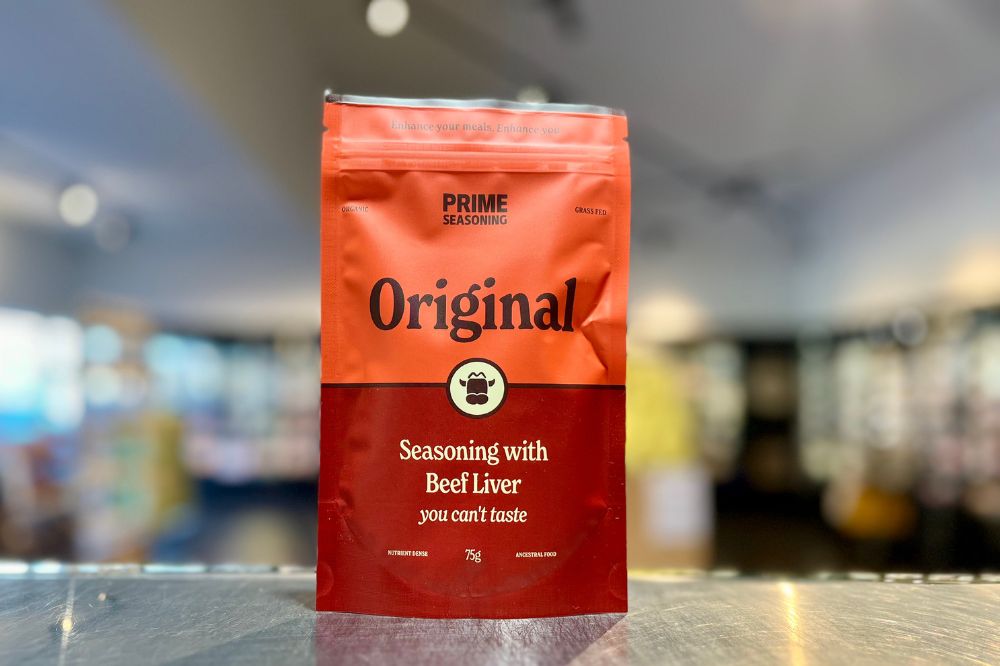 Enhance your meals. Enhance you
PRIME
SEASONING
ORGANIC
GRASS FED
Original
Seasoning with
Beef Liver
you can't taste
NUTRIENT DENSE
75g
ANCESTRAL FOOD